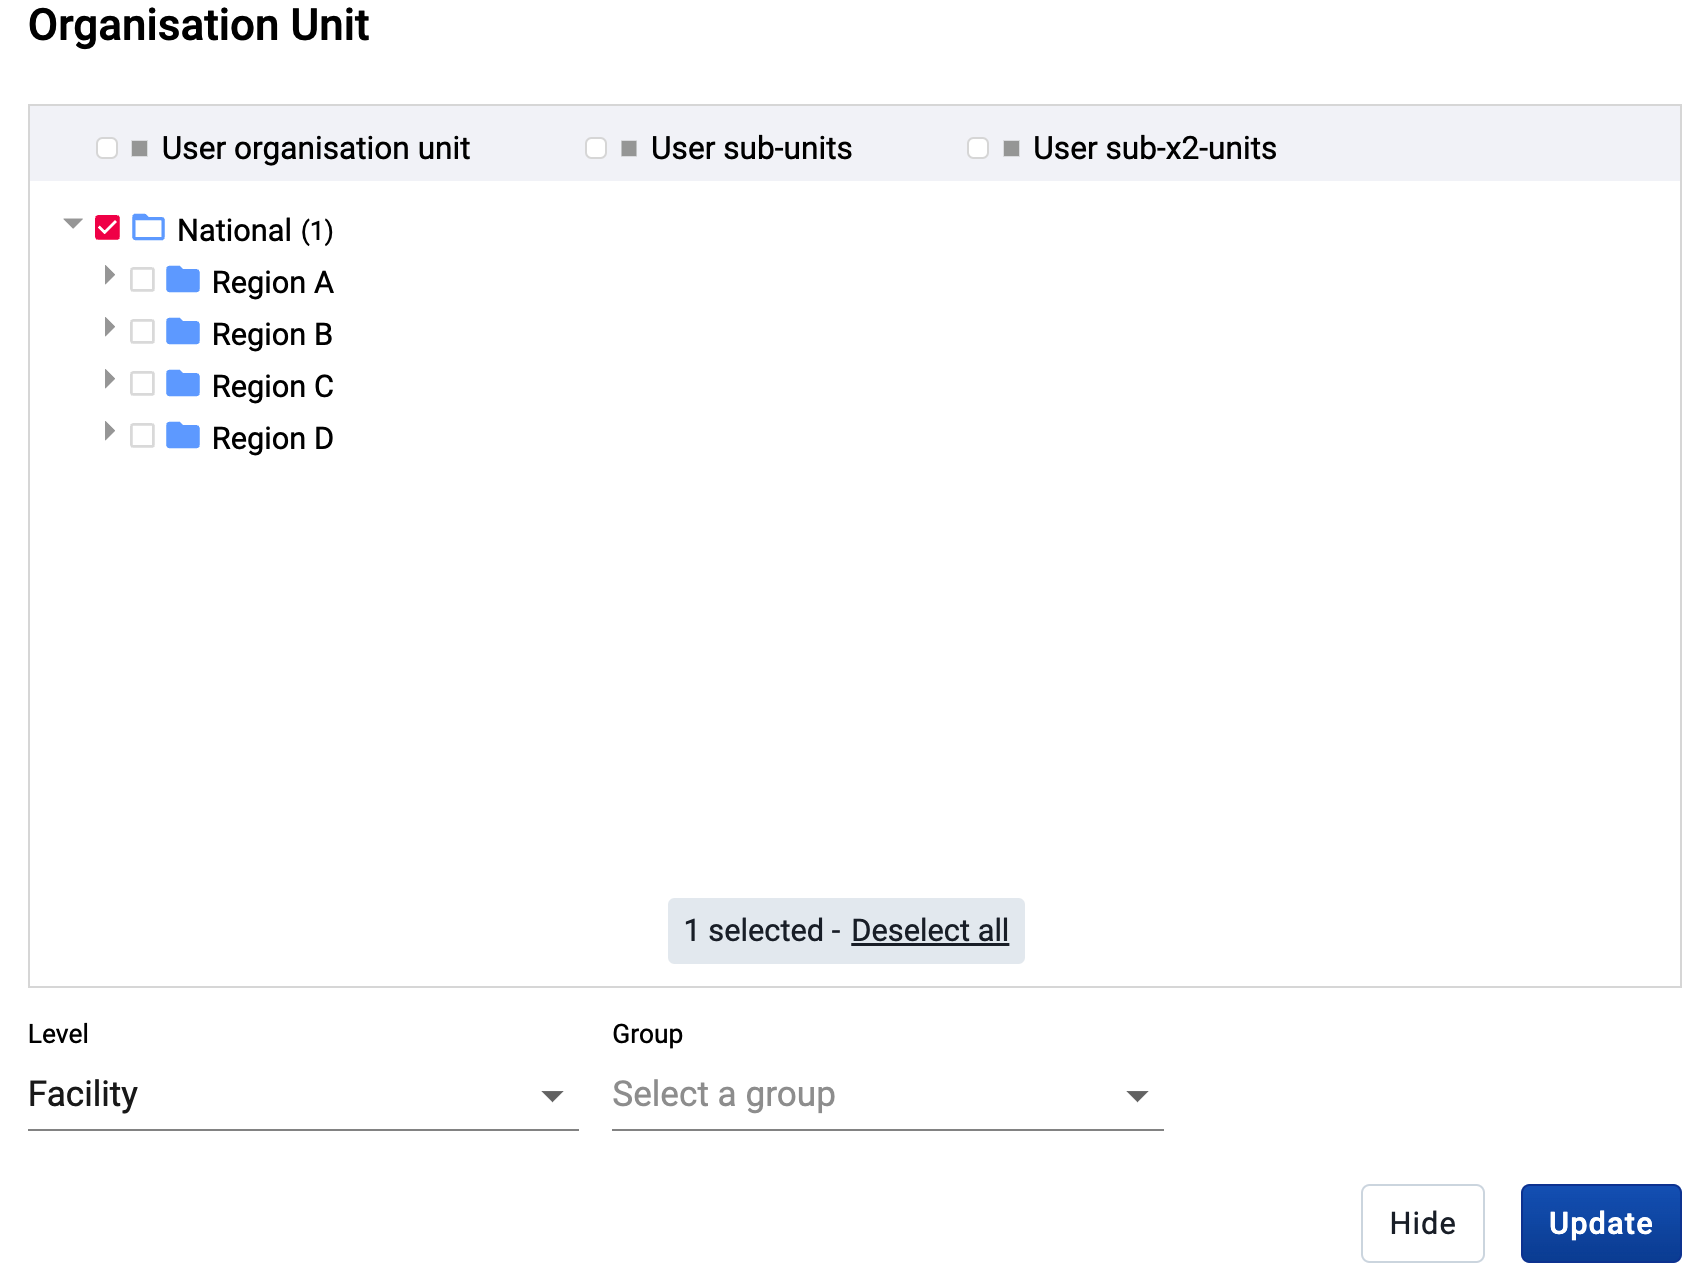 Organisation Unit
User organisation unit User sub-units User sub-x2-units
National (1)
Region A
Region B
Region C
Region D
1 selected - Deselect all
Level Group
Facility Select a group
Hide Update